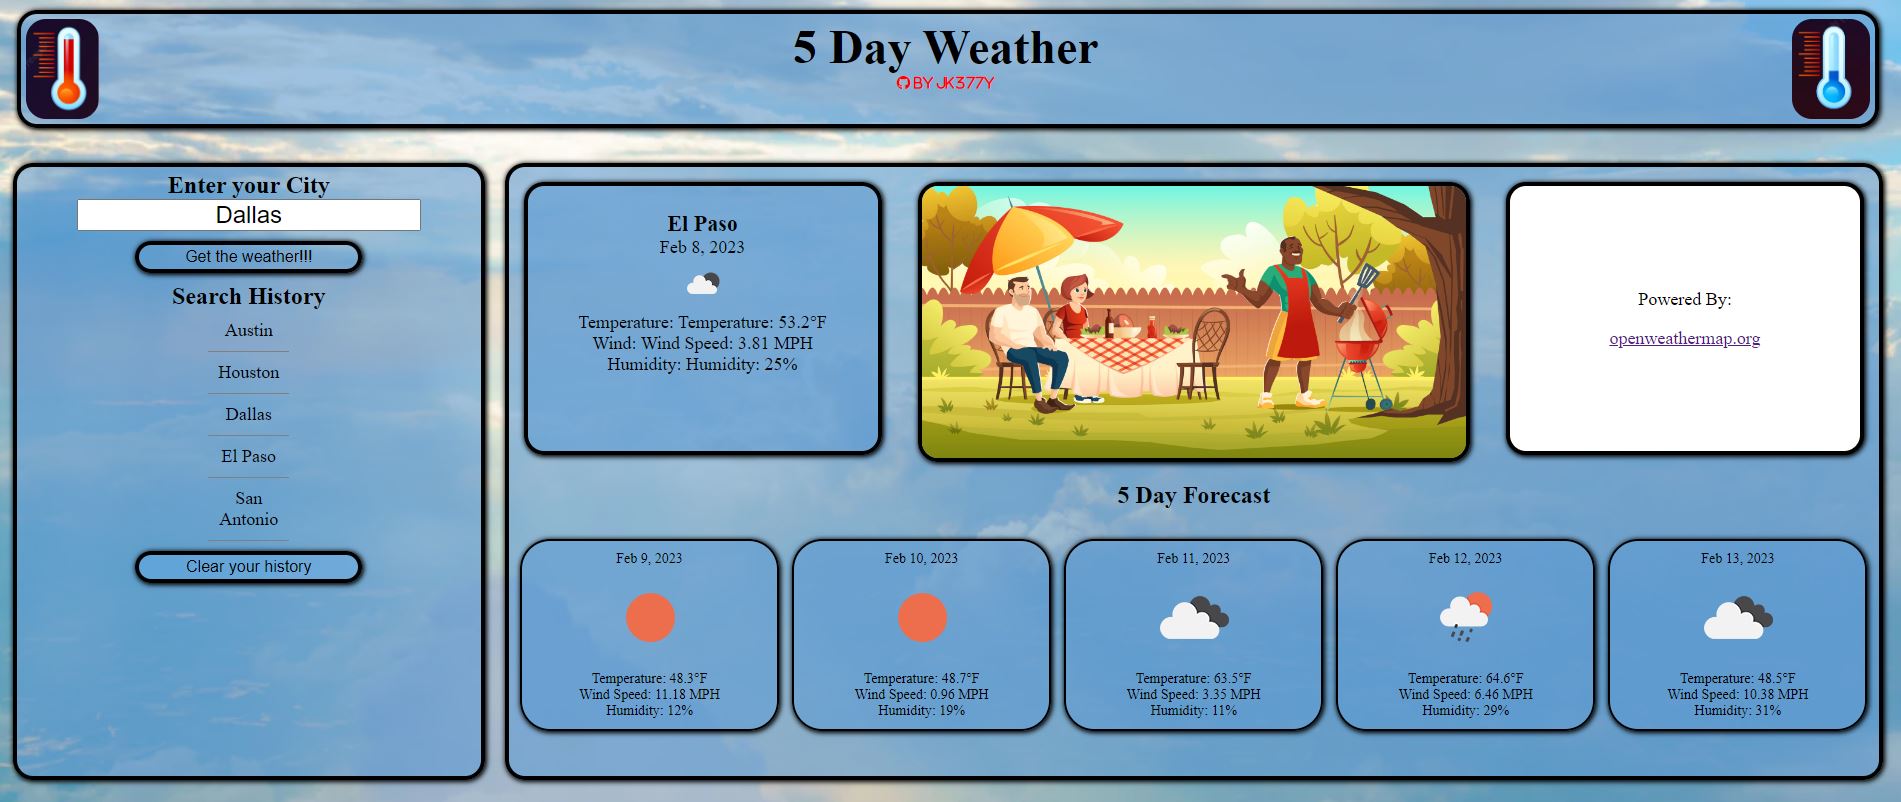 5 Day Weather
BY JK377Y
Enter your City
Dallas
Get the weather!!!
Search History
Austin
Houston
Dallas
El Paso
San
Antonio
Clear your history
El Paso
Feb 8, 2023
Temperature: Temperature: 53.2°F
Wind: Wind Speed: 3.81 MPH
Humidity: Humidity: 25%
Powered By:
openweathermap.org
5 Day Forecast
Feb 9, 2023
Temperature: 48.3°F
Wind Speed: 11.18 MPH
Humidity: 12%
Feb 10, 2023
Temperature: 48.7°F
Wind Speed: 0.96 MPH
Humidity: 19%
Feb 11, 2023
Temperature: 63.5°F
Wind Speed: 3.35 MPH
Humidity: 11%
Feb 12, 2023
Temperature: 64.6°F
Wind Speed: 6.46 MPH
Humidity: 29%
Feb 13, 2023
Temperature: 48.5°F
Wind Speed: 10.38 MPH
Humidity: 31%